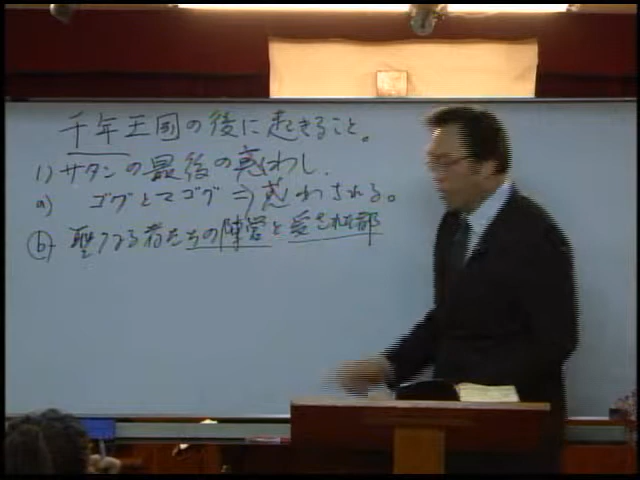 千年王国の後に起きること。
1) サタンの最後の惑わし.
a) ゴグとマゴグ⇒惑わされる。
b) 聖なる者たちの陣営と愛された都